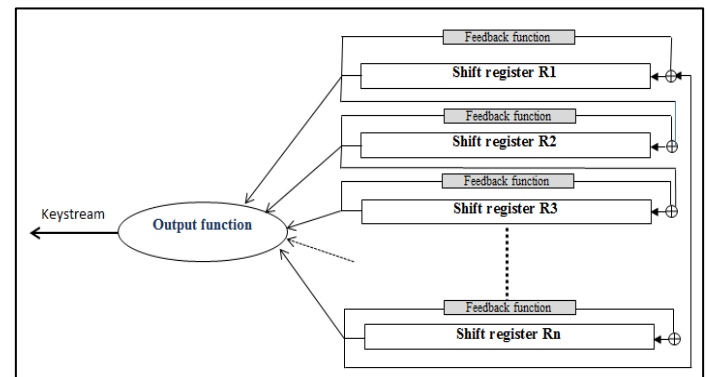 Feedback function
Shift register R1
Feedback function
Shift register R2
Feedback function
Shift register R3
Keystream
Output function
Feedback function
Shift register Rn